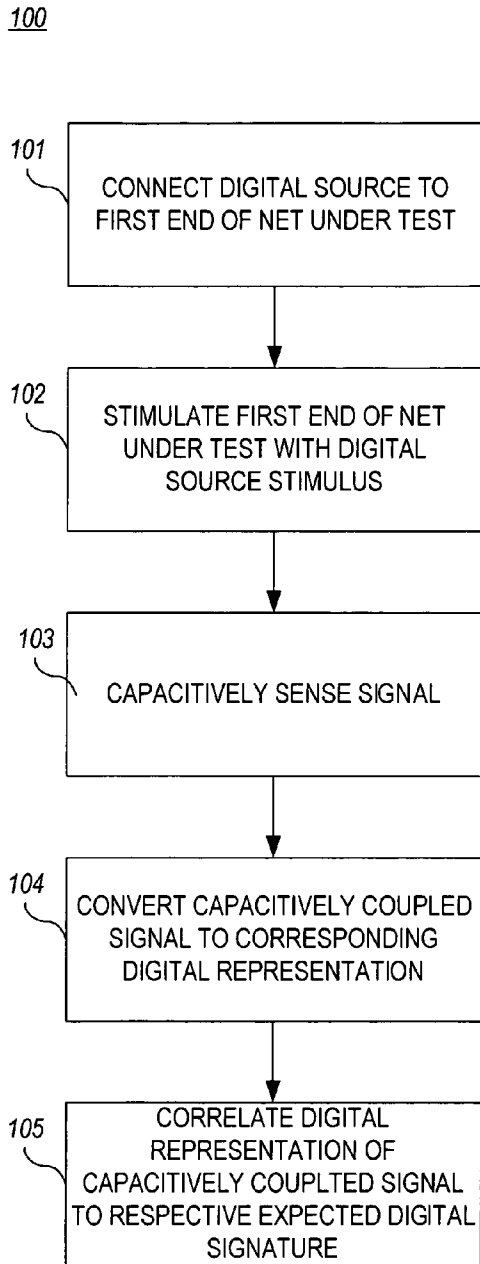 100
101
CONNECT DIGITAL SOURCE TO
FIRST END OF NET UNDER TEST
102
STIMULATE FIRST END OF NET
UNDER TEST WITH DIGITAL
SOURCE STIMULUS
103
CAPACITIVELY SENSE SIGNAL
104
CONVERT CAPACITIVELY COUPLED
SIGNAL TO CORRESPONDING
DIGITAL REPRESENTATION
105
CORRELATE DIGITAL
REPRESENTATION OF
CAPACITIVELY COUPLTED SIGNAL
TO RESPECTIVE EXPECTED DIGITAL
SIGNATURE